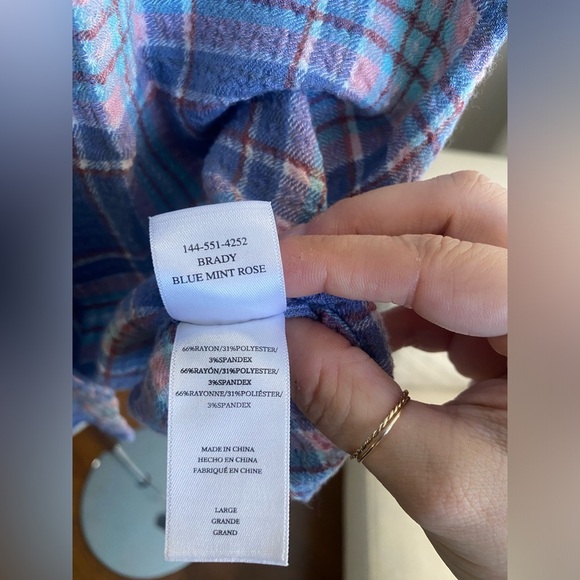 144-551-4252
BRADY
BLUE MINT ROSE
66%RAYON/31%POLYESTER/
3%SPANDEX
66%RAYÓN/31%POLIÉSTER/
3%SPANDEX
66%RAYONNE/31%POLIÉSTER/
3%SPANDEX
MADE IN CHINA
HECHO EN CHINA
FABRIQUÉ EN CHINE
LARGE
GRANDE
GRAND